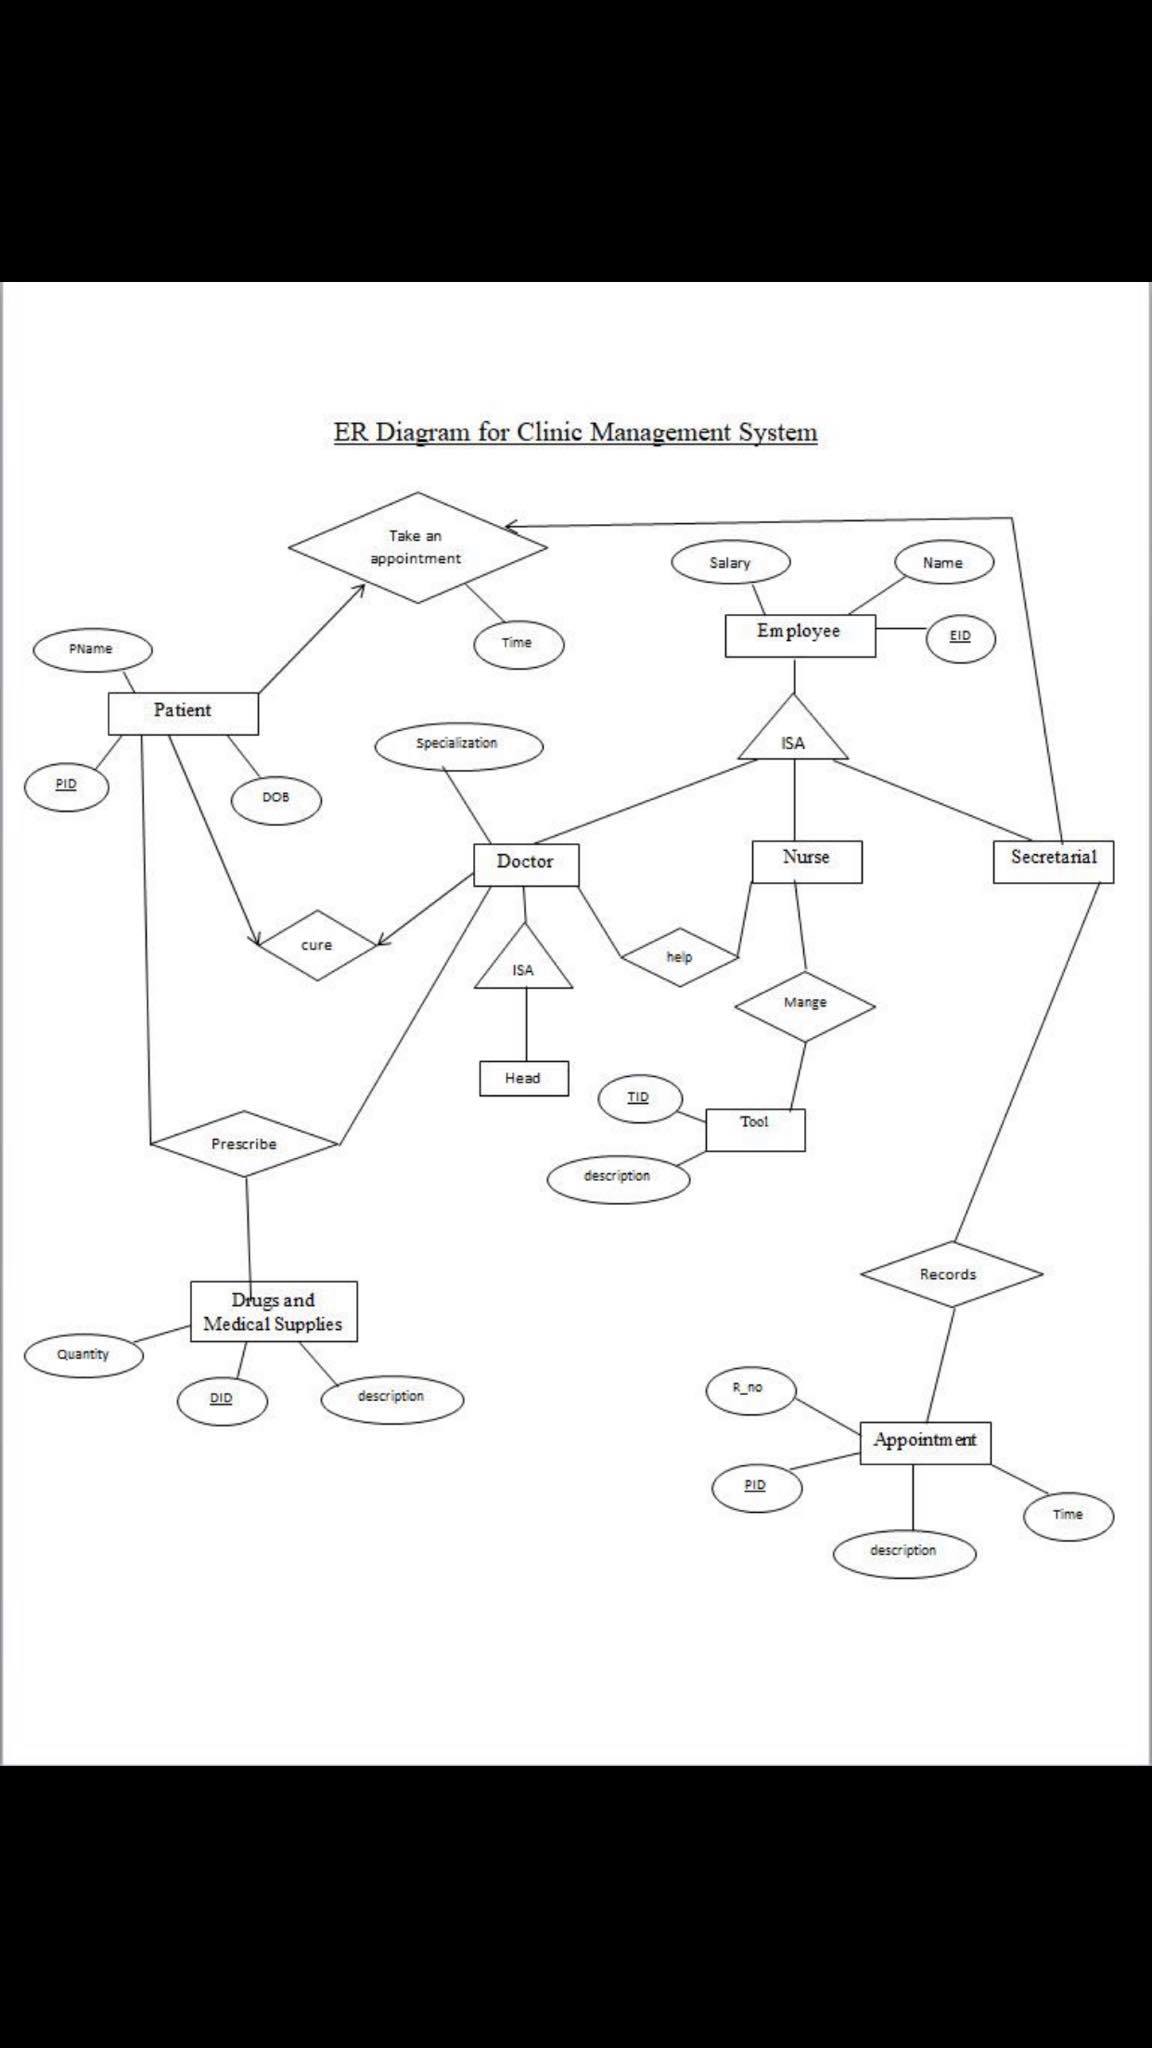 ER Diagram for Clinic Management System
Take an
appointment
Salary
Name
Employee
EID
Time
PName
Patient
PID
DOB
Specialization
ISA
Doctor
Nurse
Secretarial
cure
help
ISA
Mange
Head
TID
Tool
description
Prescribe
Records
Drugs and
Medical Supplies
Quantity
DID
description
R_no
Appointment
PID
Time
description